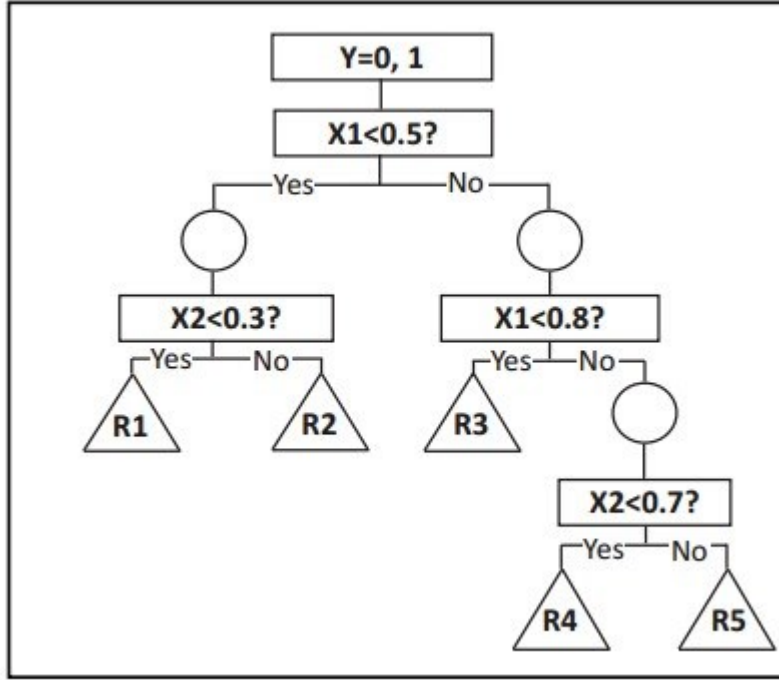 Y=0, 1
X1<0.5?
Yes No
X2<0.3? X1<0.8?
Yes No Yes No
R1 R2 R3
X2<0.7?
Yes No
R4 R5